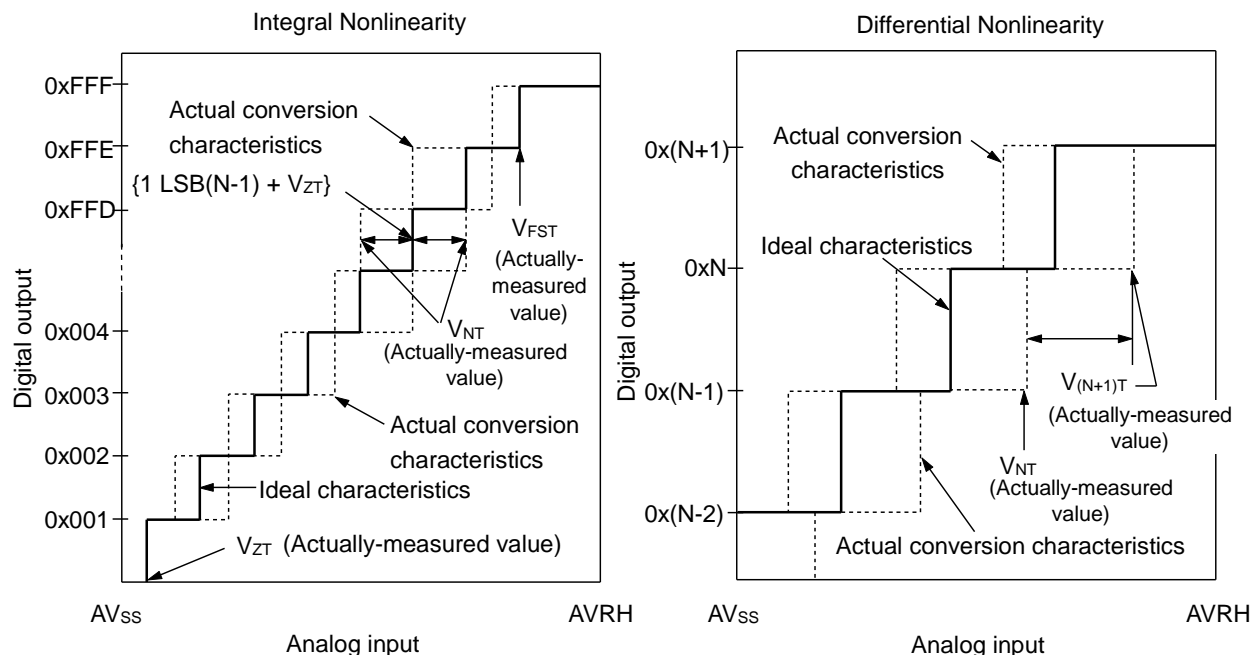 Integral Nonlinearity
0xFFF
0xFFE
0xFFD
0x004
0x003
0x002
0x001
Digital output
Actual conversion
characteristics
{1 LSB(N-1) + VZT}
VFST
(Actually-
measured
value)
VNT
(Actually-measured
value)
Actual conversion
characteristics
Ideal characteristics
VZT (Actually-measured value)
AVSS
AVRH
Analog input
Differential Nonlinearity
0x(N+1)
0xN
0x(N-1)
0x(N-2)
Digital output
Actual conversion
characteristics
Ideal characteristics
V(N+1)T
(Actually-measured
value)
VNT
(Actually-measured
value)
Actual conversion characteristics
AVSS
AVRH
Analog input